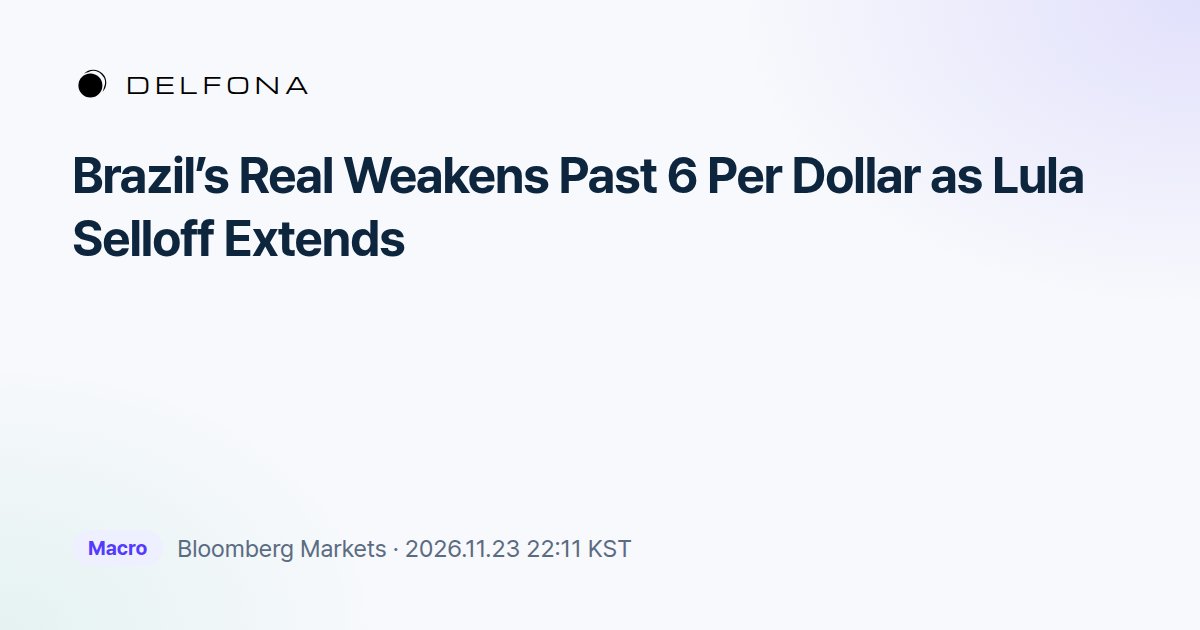 DELFONA
Brazil’s Real Weakens Past 6 Per Dollar as Lula
Selloff Extends
Macro Bloomberg Markets · 2026.11.23 22:11 KST